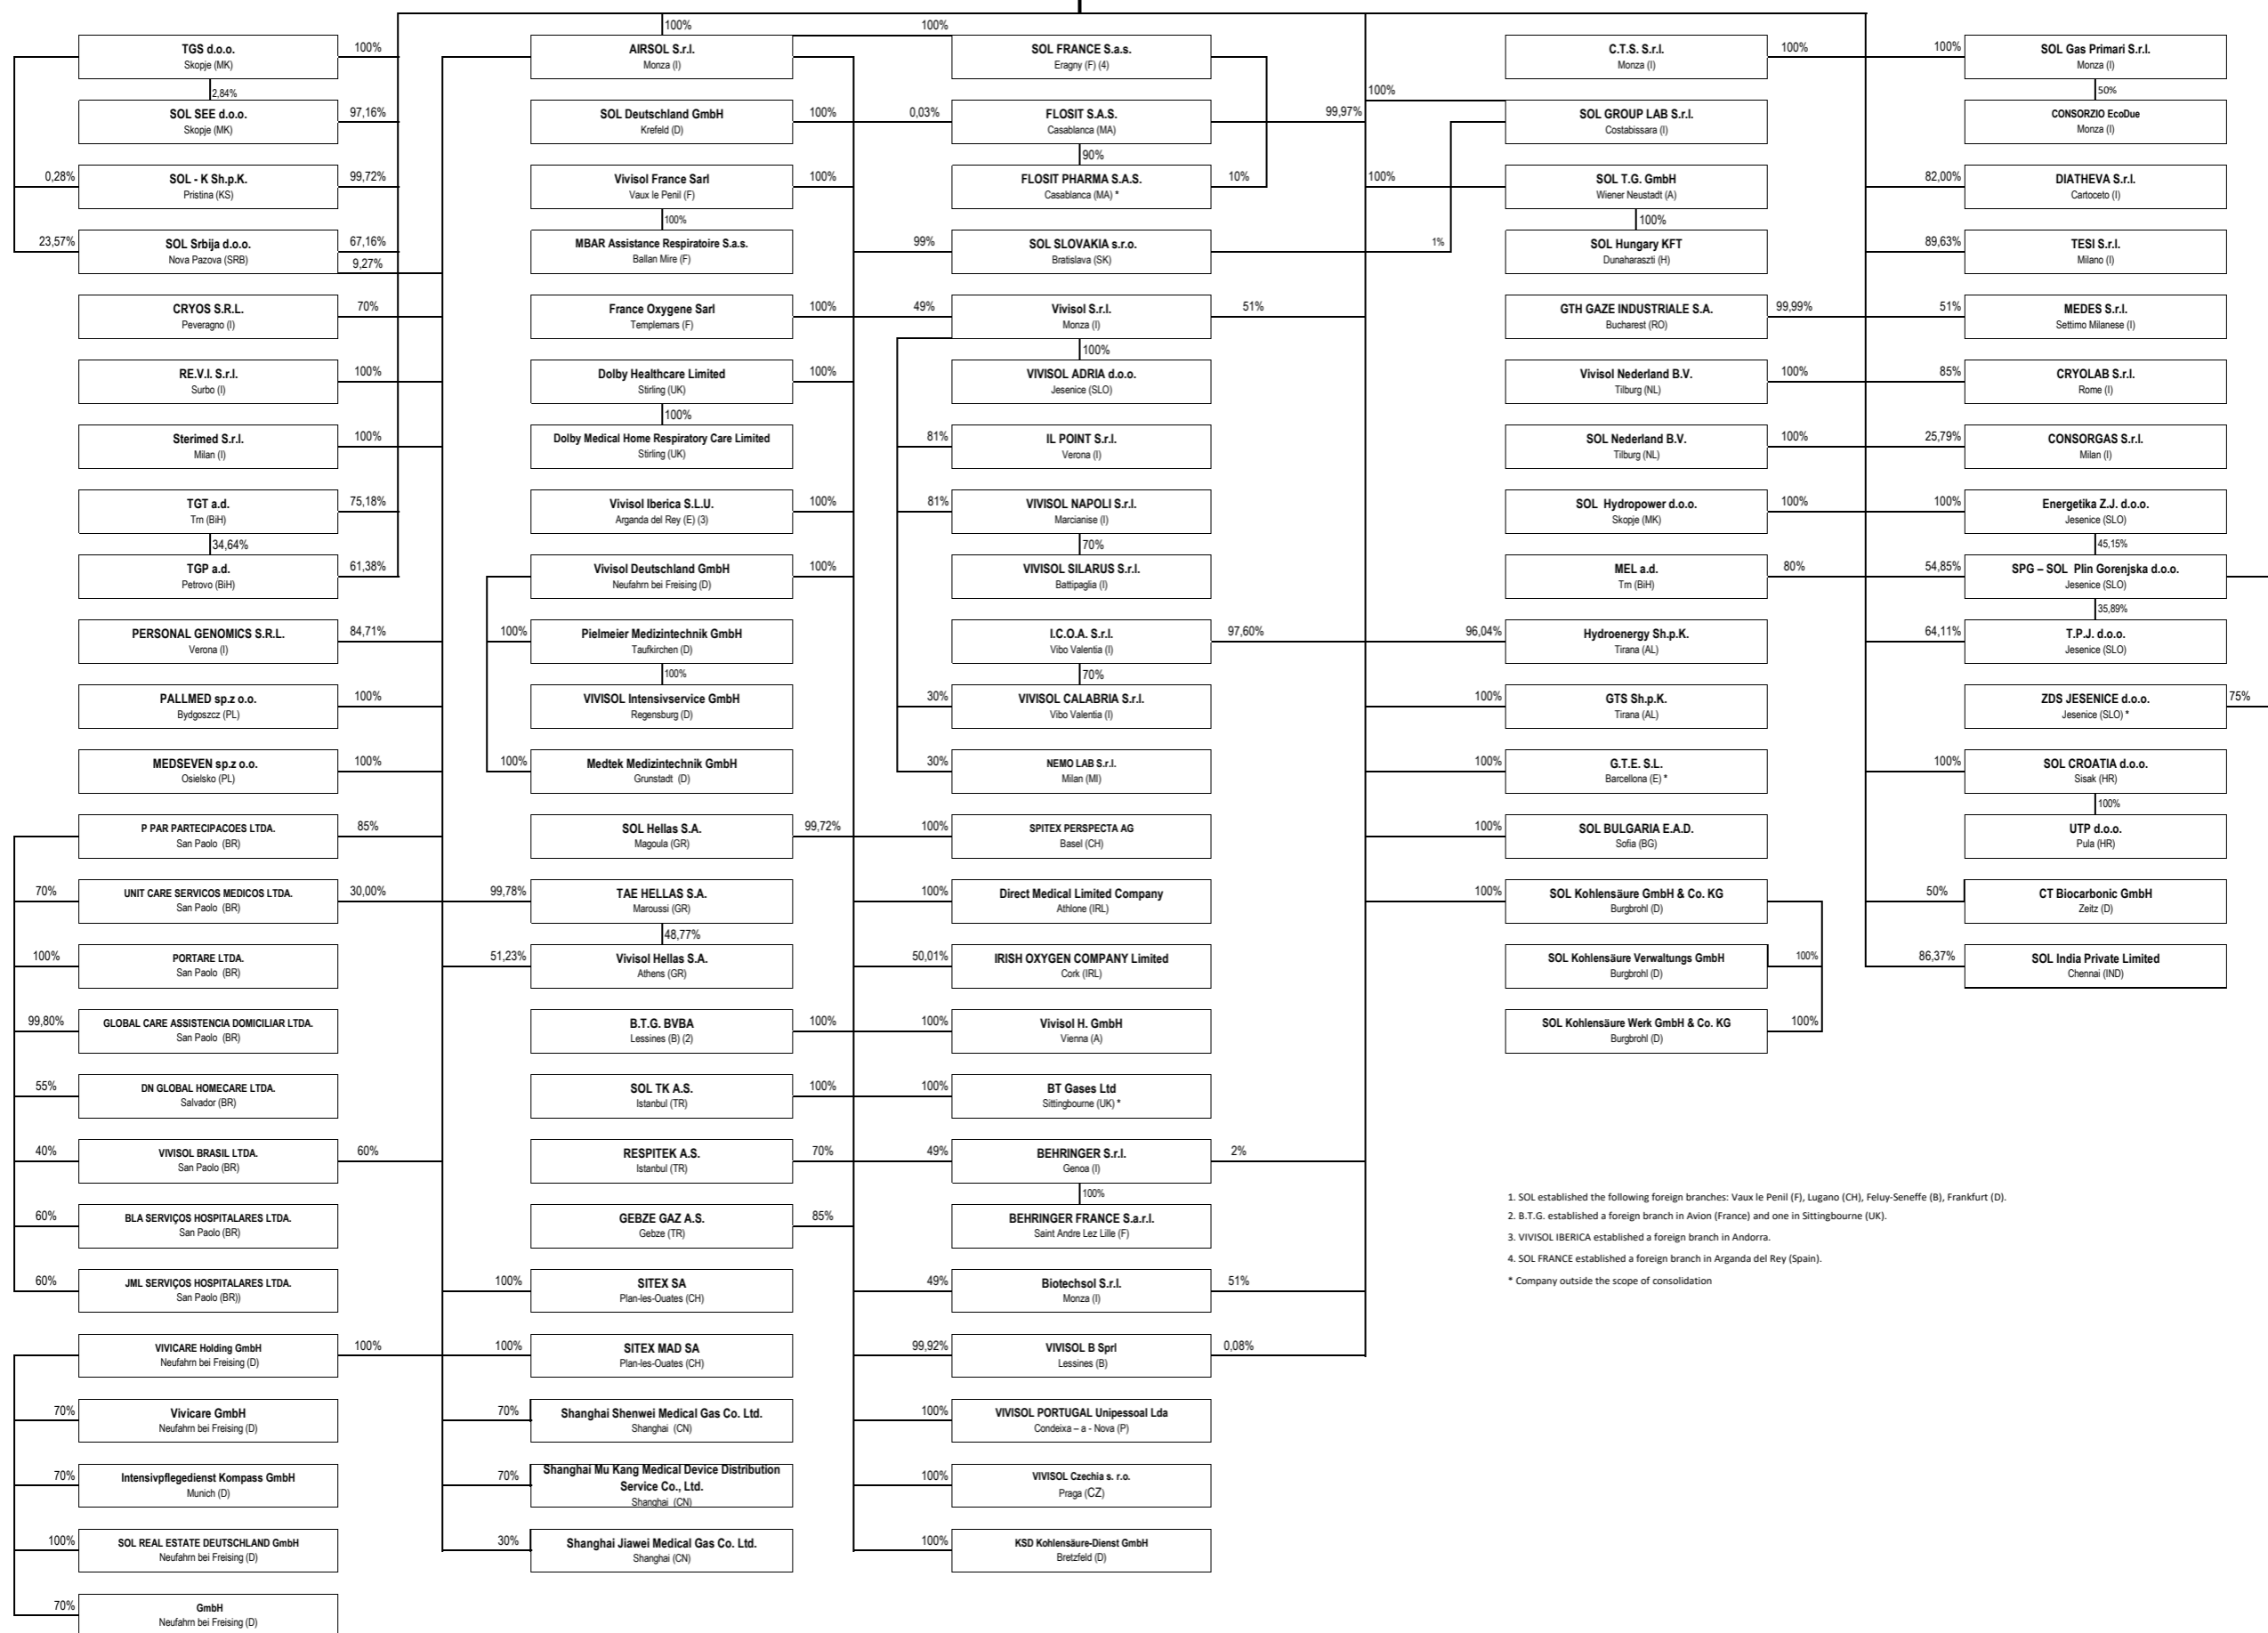 TGS d.o.o.
Skopje (MK)
100%
2,84%
SOL SEE d.o.o.
Skopje (MK)
97,16%
0,28%
SOL - K Sh.p.K.
Pristina (KS)
99,72%
23,57%
SOL Srbija d.o.o.
Nova Pazova (SRB)
67,16%
9,27%
CRYOS S.R.L.
Peveragno (I)
70%
RE.V.I. S.r.l.
Surbo (I)
100%
Sterimed S.r.l.
Milan (I)
100%
TGT a.d.
Trn (BiH)
75,18%
34,64%
TGP a.d.
Petrovo (BiH)
61,38%
PERSONAL GENOMICS S.R.L.
Verona (I)
84,71%
PALLMED sp.z o.o.
Bydgoszcz (PL)
100%
MEDSEVEN sp.z o.o.
Osielsko (PL)
100%
P PAR PARTECIPACOES LTDA.
San Paolo (BR)
85%
70%
UNIT CARE SERVICOS MEDICOS LTDA.
San Paolo (BR)
30,00%
100%
PORTARE LTDA.
San Paolo (BR)
99,80%
GLOBAL CARE ASSISTENCIA DOMICILIAR LTDA.
San Paolo (BR)
55%
DN GLOBAL HOMECARE LTDA.
Salvador (BR)
40%
VIVISOL BRASIL LTDA.
San Paolo (BR)
60%
60%
BLA SERVIÇOS HOSPITALARES LTDA.
San Paolo (BR)
60%
JML SERVIÇOS HOSPITALARES LTDA.
San Paolo (BR))
VIVICARE Holding GmbH
Neufahrn bei Freising (D)
100%
70%
Vivicare GmbH
Neufahrn bei Freising (D)
70%
Intensivpflegedienst Kompass GmbH
Munich (D)
100%
SOL REAL ESTATE DEUTSCHLAND GmbH
Neufahrn bei Freising (D)
70%
GmbH
Neufahrn bei Freising (D)
100%
AIRSOL S.r.l.
Monza (I)
SOL Deutschland GmbH
Krefeld (D)
100%
Vivisol France Sarl
Vaux le Penil (F)
100%
100%
MBAR Assistance Respiratoire S.a.s.
Ballan Mire (F)
France Oxygene Sarl
Templemars (F)
100%
Dolby Healthcare Limited
Stirling (UK)
100%
100%
Dolby Medical Home Respiratory Care Limited
Stirling (UK)
Vivisol Iberica S.L.U.
Arganda del Rey (E) (3)
100%
Vivisol Deutschland GmbH
Neufahrn bei Freising (D)
100%
100%
Pielmeier Medizintechnik GmbH
Taufkirchen (D)
100%
VIVISOL Intensivservice GmbH
Regensburg (D)
100%
Medtek Medizintechnik GmbH
Grunstadt (D)
SOL Hellas S.A.
Magoula (GR)
99,72%
99,78%
TAE HELLAS S.A.
Maroussi (GR)
48,77%
51,23%
Vivisol Hellas S.A.
Athens (GR)
B.T.G. BVBA
Lessines (B) (2)
100%
SOL TK A.S.
Istanbul (TR)
100%
RESPITEK A.S.
Istanbul (TR)
70%
GEBZE GAZ A.S.
Gebze (TR)
85%
100%
SITEX SA
Plan-les-Ouates (CH)
100%
SITEX MAD SA
Plan-les-Ouates (CH)
70%
Shanghai Shenwei Medical Gas Co. Ltd.
Shanghai (CN)
70%
Shanghai Mu Kang Medical Device Distribution
Service Co., Ltd.
Shanghai (CN)
30%
Shanghai Jiawei Medical Gas Co. Ltd.
Shanghai (CN)
100%
SOL FRANCE S.a.s.
Eragny (F) (4)
0,03%
FLOSIT S.A.S.
Casablanca (MA)
99,97%
90%
FLOSIT PHARMA S.A.S.
Casablanca (MA) *
10%
99%
SOL SLOVAKIA s.r.o.
Bratislava (SK)
1%
49%
Vivisol S.r.l.
Monza (I)
51%
100%
VIVISOL ADRIA d.o.o.
Jesenice (SLO)
81%
IL POINT S.r.l.
Verona (I)
81%
VIVISOL NAPOLI S.r.l.
Marcianise (I)
70%
VIVISOL SILARUS S.r.l.
Battipaglia (I)
I.C.O.A. S.r.l.
Vibo Valentia (I)
97,60%
70%
30%
VIVISOL CALABRIA S.r.l.
Vibo Valentia (I)
30%
NEMO LAB S.r.l.
Milan (MI)
100%
SPITEX PERSPECTA AG
Basel (CH)
100%
Direct Medical Limited Company
Athlone (IRL)
50,01%
IRISH OXYGEN COMPANY Limited
Cork (IRL)
100%
Vivisol H. GmbH
Vienna (A)
100%
BT Gases Ltd
Sittingbourne (UK) *
49%
BEHRINGER S.r.l.
Genoa (I)
2%
100%
BEHRINGER FRANCE S.a.r.l.
Saint Andre Lez Lille (F)
49%
Biotechsol S.r.l.
Monza (I)
51%
99,92%
VIVISOL B Sprl
Lessines (B)
0,08%
100%
VIVISOL PORTUGAL Unipessoal Lda
Condeixa – a - Nova (P)
100%
VIVISOL Czechia s. r.o.
Praga (CZ)
100%
KSD Kohlensäure-Dienst GmbH
Bretzfeld (D)
C.T.S. S.r.l.
Monza (I)
100%
100%
SOL GROUP LAB S.r.l.
Costabissara (I)
100%
SOL T.G. GmbH
Wiener Neustadt (A)
100%
SOL Hungary KFT
Dunaharaszti (H)
GTH GAZE INDUSTRIALE S.A.
Bucharest (RO)
99,99%
Vivisol Nederland B.V.
Tilburg (NL)
100%
SOL Nederland B.V.
Tilburg (NL)
100%
SOL Hydropower d.o.o.
Skopje (MK)
100%
MEL a.d.
Trn (BiH)
80%
96,04%
Hydroenergy Sh.p.K.
Tirana (AL)
100%
GTS Sh.p.K.
Tirana (AL)
100%
G.T.E. S.L.
Barcellona (E) *
100%
SOL BULGARIA E.A.D.
Sofia (BG)
100%
SOL Kohlensäure GmbH & Co. KG
Burgbrohl (D)
SOL Kohlensäure Verwaltungs GmbH
Burgbrohl (D)
100%
SOL Kohlensäure Werk GmbH & Co. KG
Burgbrohl (D)
100%
100%
SOL Gas Primari S.r.l.
Monza (I)
50%
CONSORZIO EcoDue
Monza (I)
82,00%
DIATHEVA S.r.l.
Cartoceto (I)
89,63%
TESI S.r.l.
Milano (I)
51%
MEDES S.r.l.
Settimo Milanese (I)
85%
CRYOLAB S.r.l.
Rome (I)
25,79%
CONSORGAS S.r.l.
Milan (I)
100%
Energetika Z.J. d.o.o.
Jesenice (SLO)
45,15%
54,85%
SPG – SOL Plin Gorenjska d.o.o.
Jesenice (SLO)
35,89%
64,11%
T.P.J. d.o.o.
Jesenice (SLO)
ZDS JESENICE d.o.o.
Jesenice (SLO) *
75%
100%
SOL CROATIA d.o.o.
Sisak (HR)
100%
UTP d.o.o.
Pula (HR)
50%
CT Biocarbonic GmbH
Zeitz (D)
86,37%
SOL India Private Limited
Chennai (IND)
1. SOL established the following foreign branches: Vaux le Penil (F), Lugano (CH), Feluy-Seneffe (B), Frankfurt (D).
2. B.T.G. established a foreign branch in Avion (France) and one in Sittingbourne (UK).
3. VIVISOL IBERICA established a foreign branch in Andorra.
4. SOL FRANCE established a foreign branch in Arganda del Rey (Spain).
* Company outside the scope of consolidation